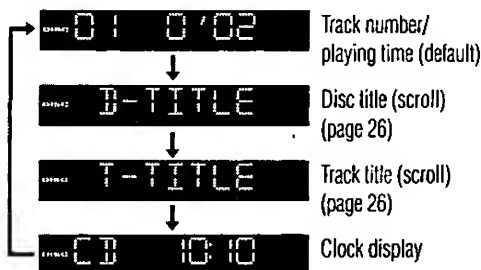 01 0'02
Track number/
playing time (default)
D-TITLE
Disc title (scroll)
(page 26)
T-TITLE
Track title (scroll)
(page 26)
CD 10:10
Clock display